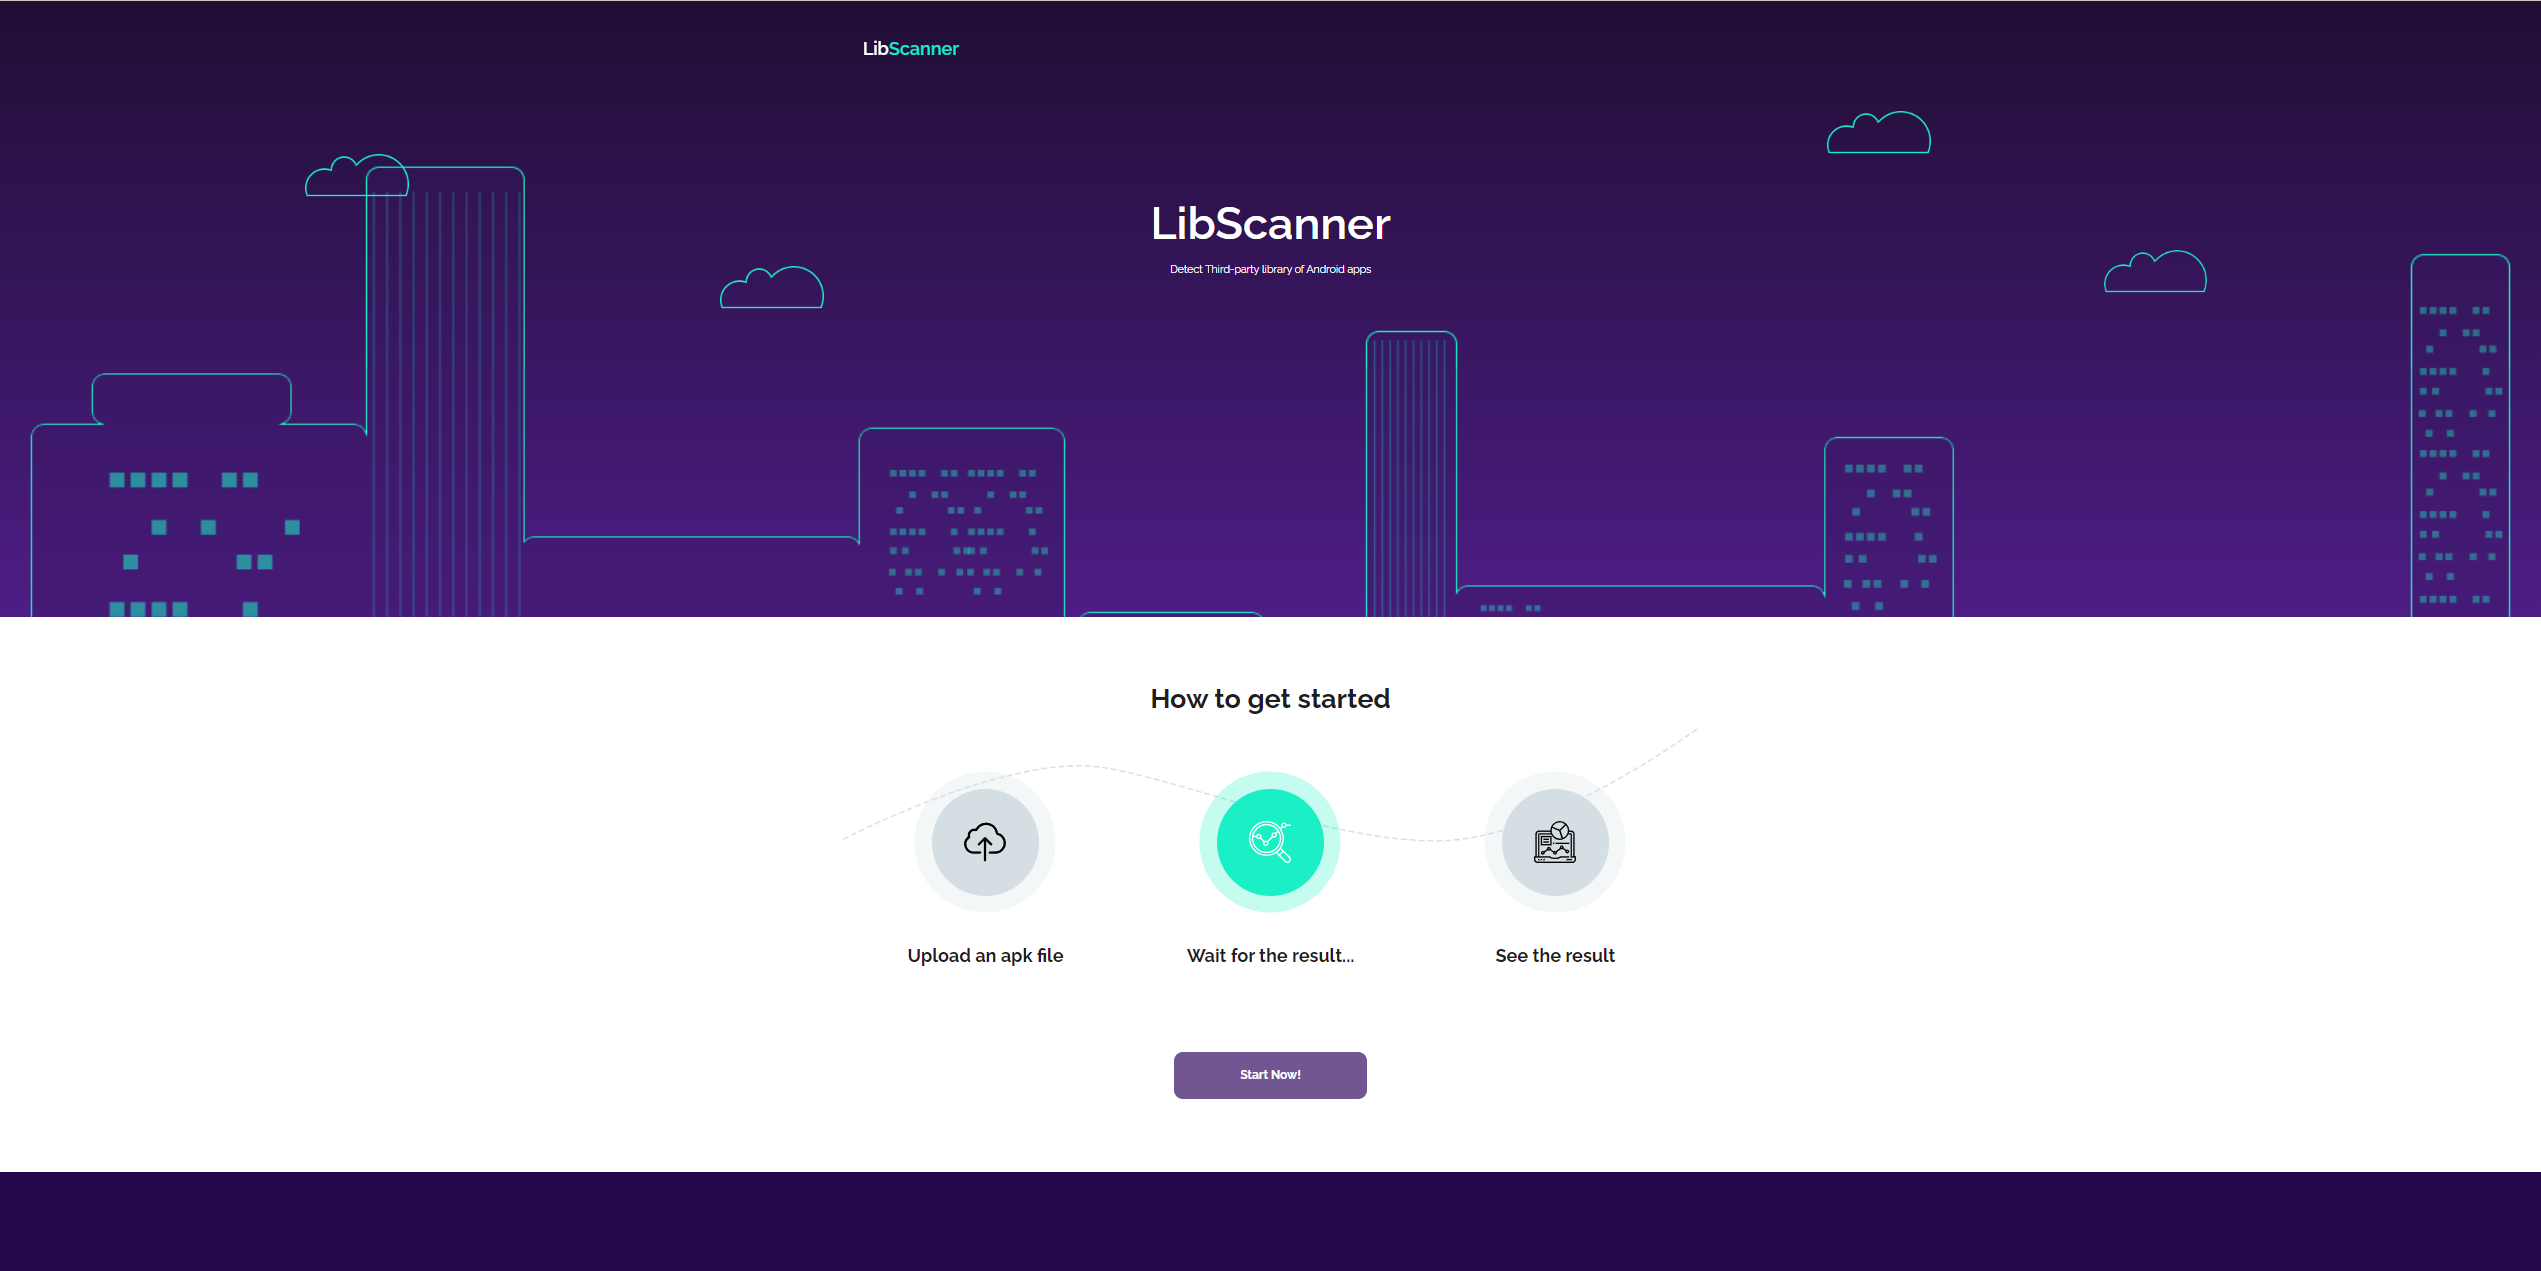 LibScanner
LibScanner
Detect Third-party library of Android apps
How to get started
Upload an apk file
Wait for the result...
See the result
Start Now!